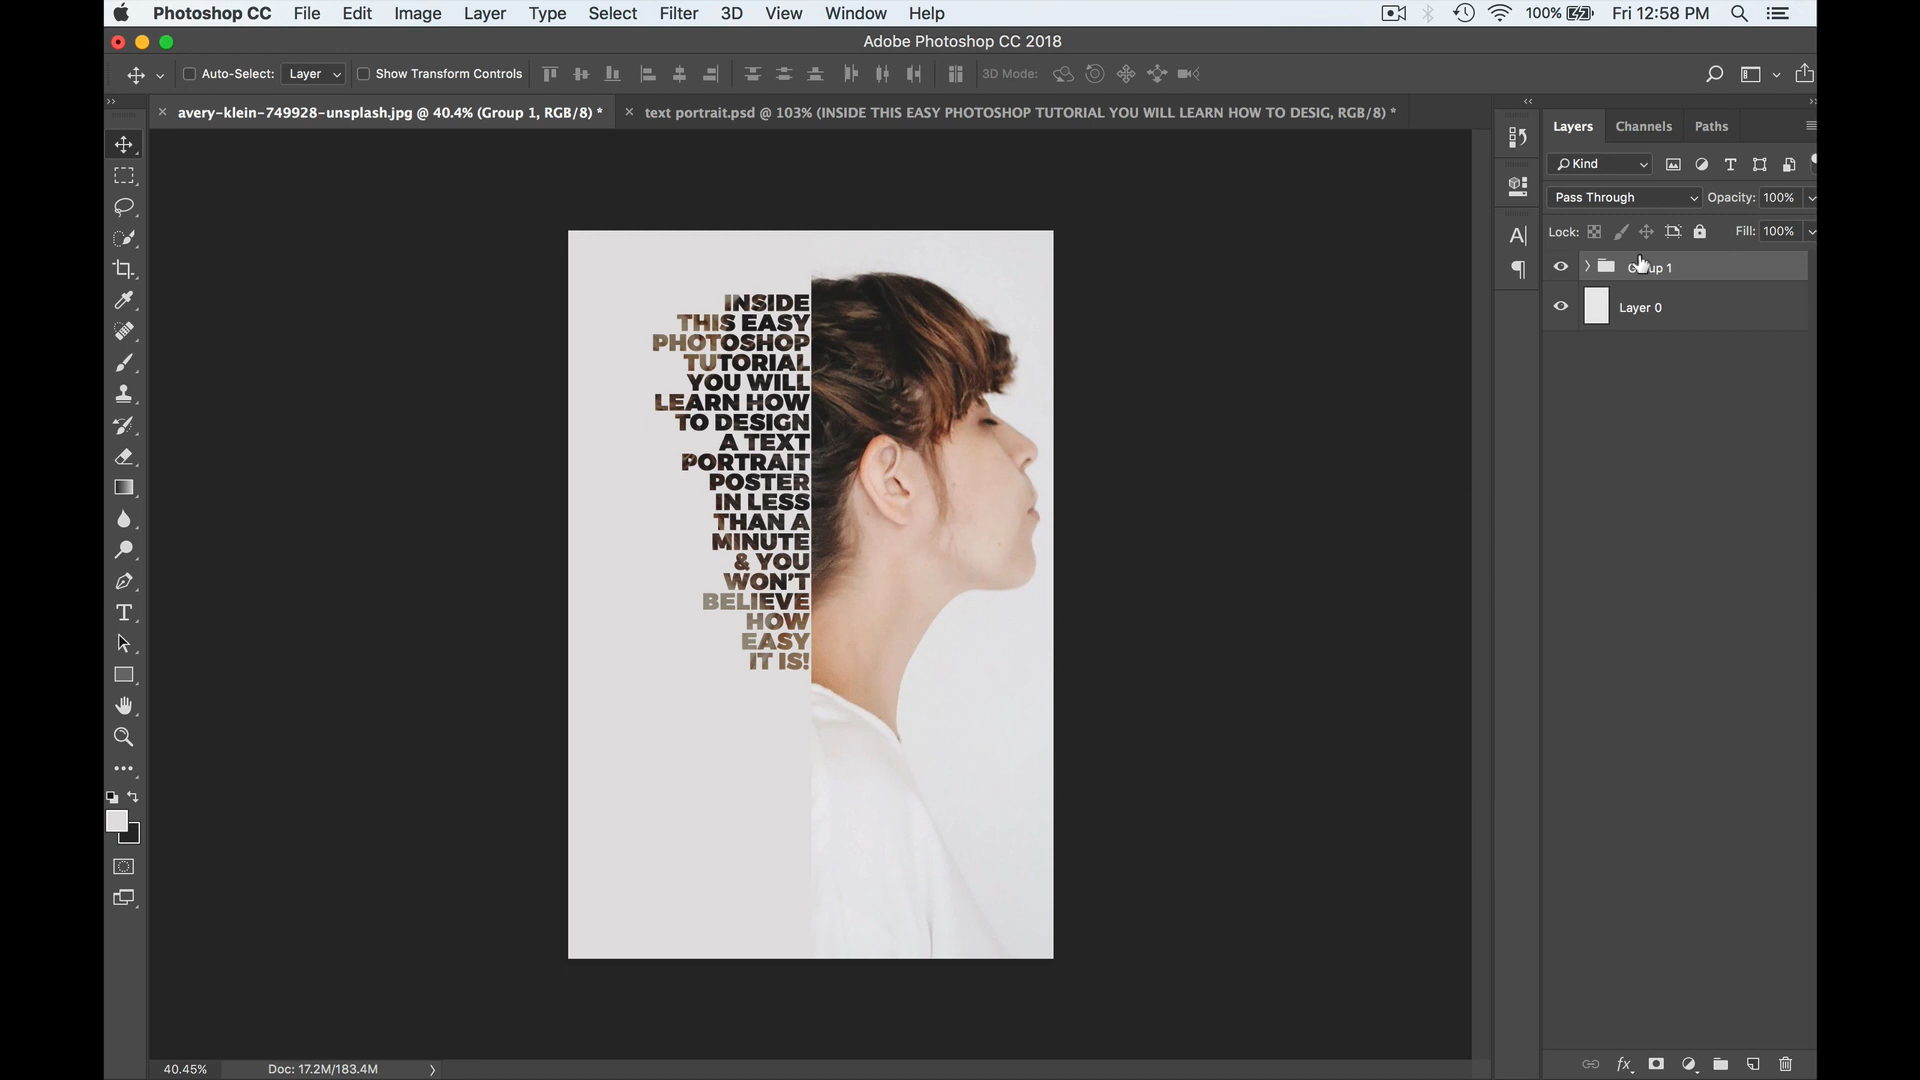 Photoshop CC File Edit Image Layer Type Select Filter 3D View Window Help 100% Fri 12:58 PM
Adobe Photoshop CC 2018
Auto-Select: Layer Show Transform Controls 3D Mode:
avery-klein-749928-unsplash.jpg @ 40.4% (Group 1, RGB/8) * text portrait.psd @ 103% (INSIDE THIS EASY PHOTOSHOP TUTORIAL YOU WILL LEARN HOW TO DESIG, RGB/8) *
Layers Channels Paths
Kind
Pass Through Opacity: 100%
Lock: Fill: 100%
Group 1
Layer 0
INSIDE
THIS EASY
PHOTOSHOP
TUTORIAL
YOU WILL
LEARN HOW
TO DESIGN
A TEXT
PORTRAIT
POSTER
IN LESS
THAN A
MINUTE
& YOU
WON'T
BELIEVE
HOW
EASY
IT IS!
40.45% Doc: 17.2M/183.4M